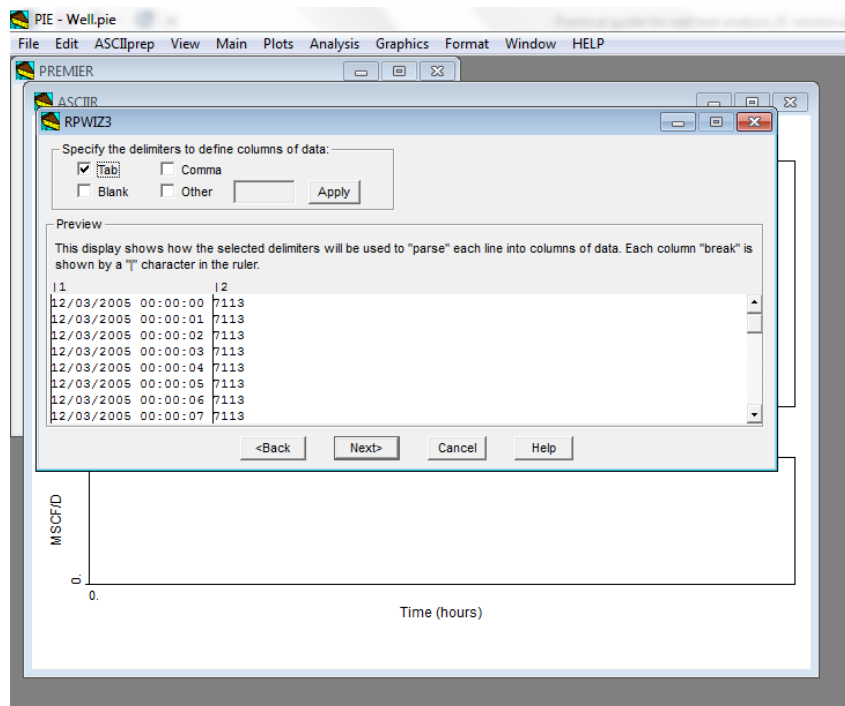 PIE - Well.pie
File Edit ASCIIprep View Main Plots Analysis Graphics Format Window HELP
PREMIER
ASCIIR
RPWIZ3
Specify the delimiters to define columns of data:
Tab Comma
Blank Other Apply
Preview
This display shows how the selected delimiters will be used to "parse" each line into columns of data. Each column "break" is
shown by a "|" character in the ruler.
|1 |2
12/03/2005 00:00:00 7113
12/03/2005 00:00:01 7113
12/03/2005 00:00:02 7113
12/03/2005 00:00:03 7113
12/03/2005 00:00:04 7113
12/03/2005 00:00:05 7113
12/03/2005 00:00:06 7113
12/03/2005 00:00:07 7113
<Back Next> Cancel Help
MSCF/D
0.
0.
Time (hours)